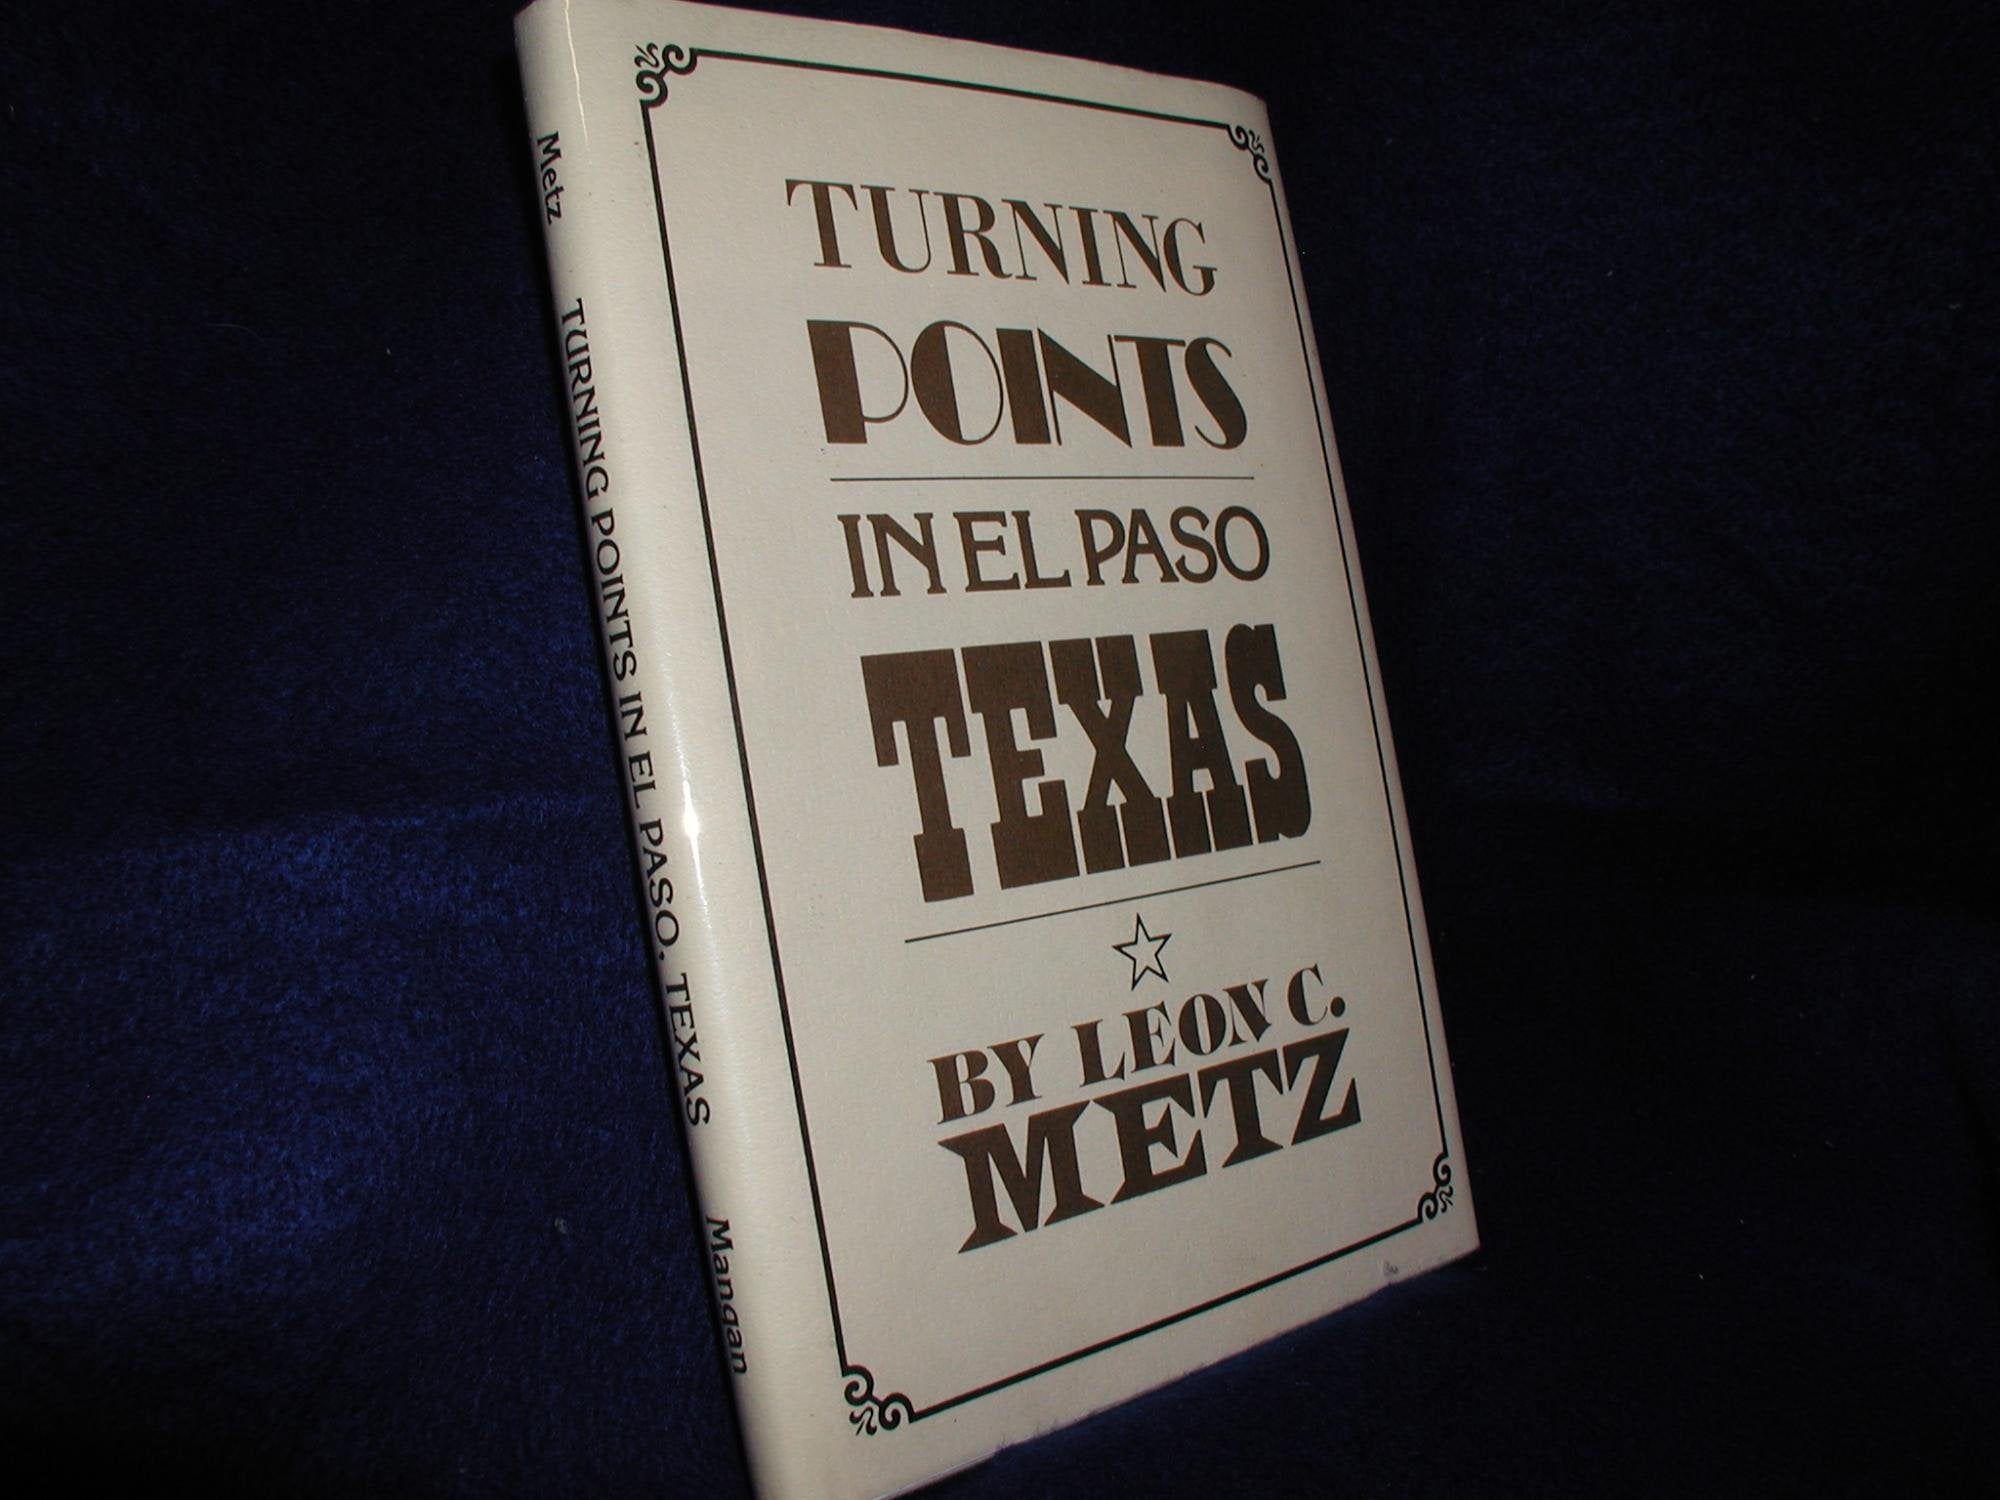 Metz TURNING POINTS IN EL PASO, TEXAS Mangan
TURNING
POINTS
IN EL PASO
TEXAS
BY LEON C.
METZ